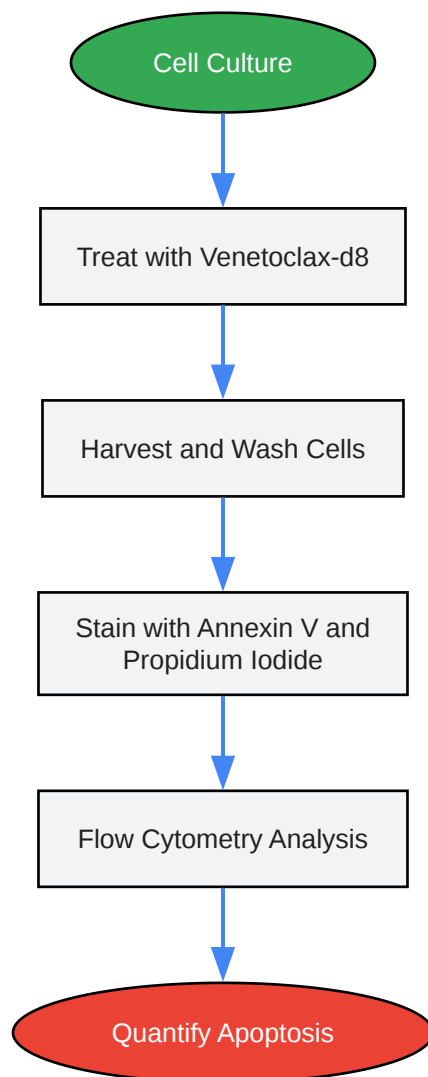 Cell Culture
Treat with Venetoclax-d8
Harvest and Wash Cells
Stain with Annexin V and
Propidium Iodide
Flow Cytometry Analysis
Quantify Apoptosis